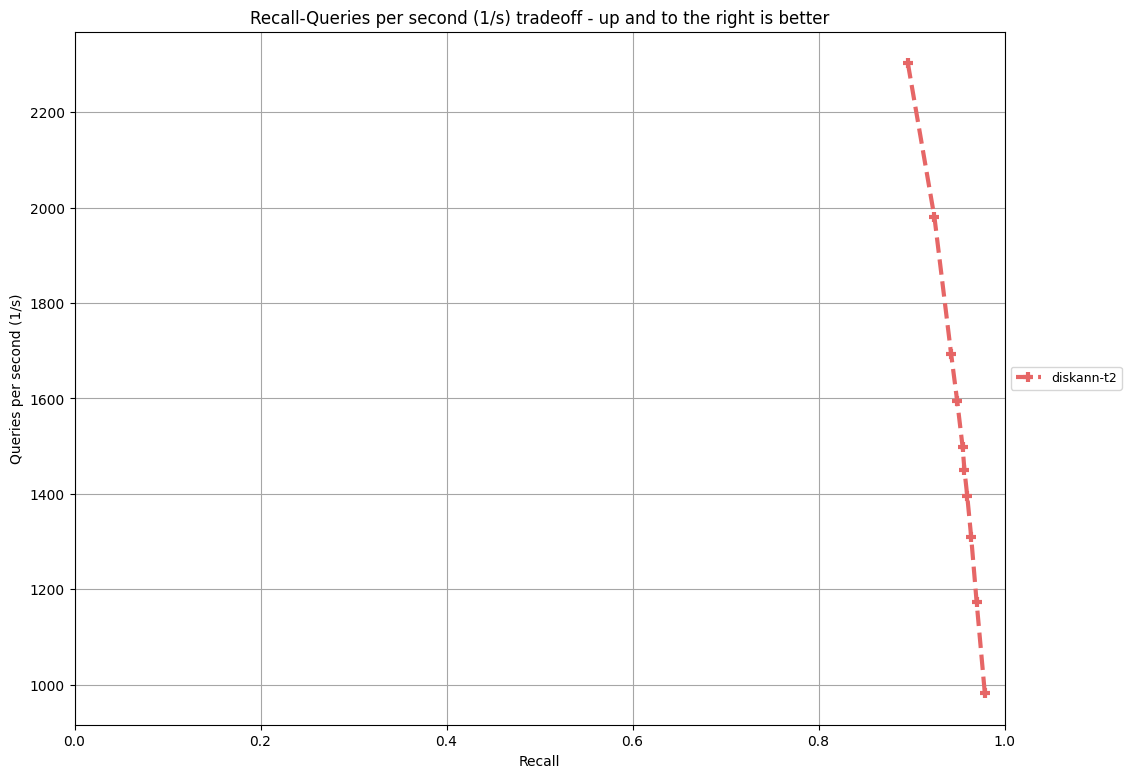 Recall-Queries per second (1/s) tradeoff - up and to the right is better
Queries per second (1/s)
2200
2000
1800
1600
1400
1200
1000
0.0 0.2 0.4 0.6 0.8 1.0
Recall
diskann-t2